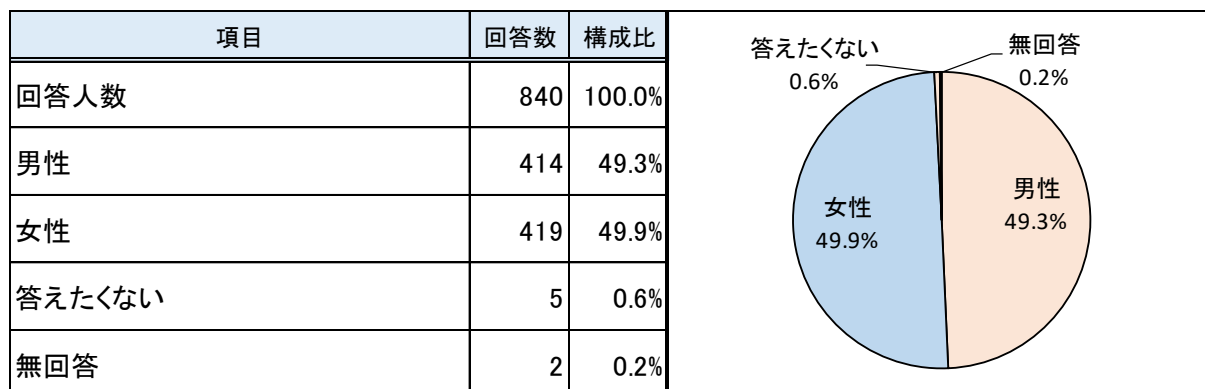 項目 回答数 構成比
回答人数 840 100.0%
男性 414 49.3%
女性 419 49.9%
答えたくない 5 0.6%
無回答 2 0.2%
答えたくない
0.6%
無回答
0.2%
女性
49.9%
男性
49.3%